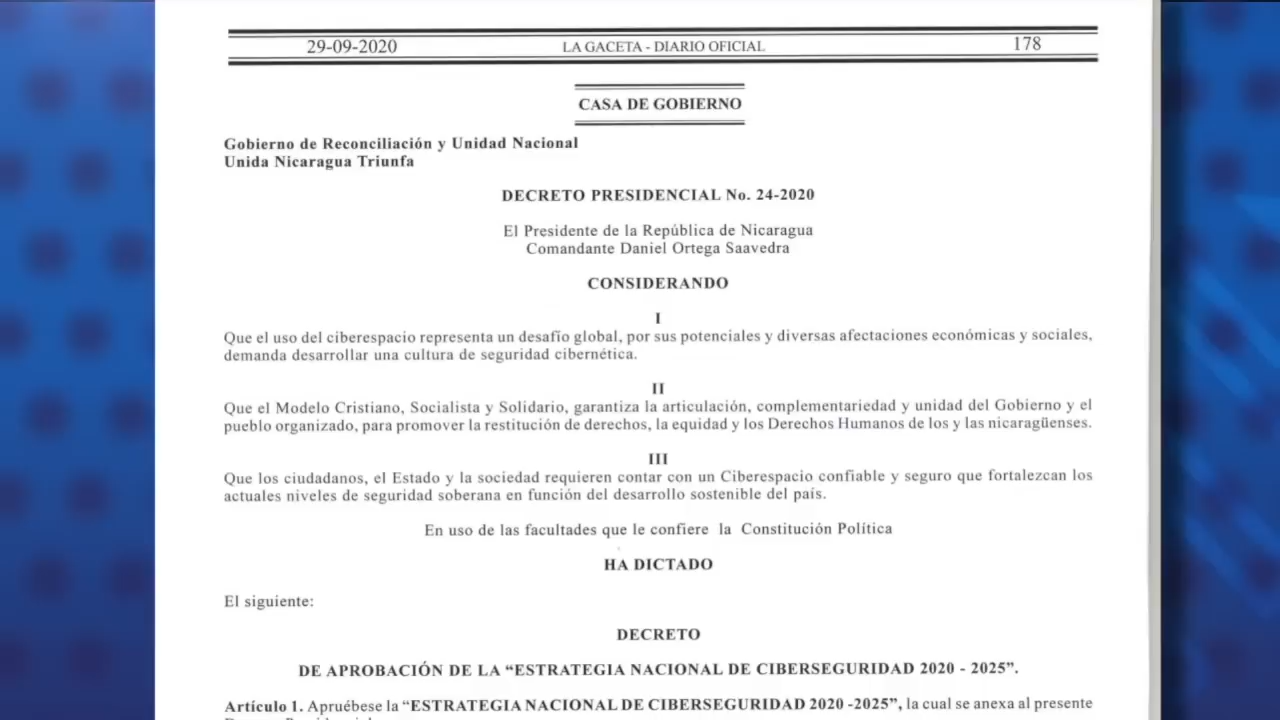 29-09-2020 LA GACETA - DIARIO OFICIAL 178
CASA DE GOBIERNO
Gobierno de Reconciliación y Unidad Nacional
Unida Nicaragua Triunfa
DECRETO PRESIDENCIAL No. 24-2020
El Presidente de la República de Nicaragua
Comandante Daniel Ortega Saavedra
CONSIDERANDO
I
Que el uso del ciberespacio representa un desafío global, por sus potenciales y diversas afectaciones económicas y sociales,
demanda desarrollar una cultura de seguridad cibernética.
II
Que el Modelo Cristiano, Socialista y Solidario, garantiza la articulación, complementariedad y unidad del Gobierno y el
pueblo organizado, para promover la restitución de derechos, la equidad y los Derechos Humanos de los y las nicaragüenses.
III
Que los ciudadanos, el Estado y la sociedad requieren contar con un Ciberespacio confiable y seguro que fortalezcan los
actuales niveles de seguridad soberana en función del desarrollo sostenible del país.
En uso de las facultades que le confiere la Constitución Política
HA DICTADO
El siguiente:
DECRETO
DE APROBACIÓN DE LA “ESTRATEGIA NACIONAL DE CIBERSEGURIDAD 2020 - 2025”.
Artículo 1. Apruébese la “ESTRATEGIA NACIONAL DE CIBERSEGURIDAD 2020 -2025”, la cual se anexa al presente